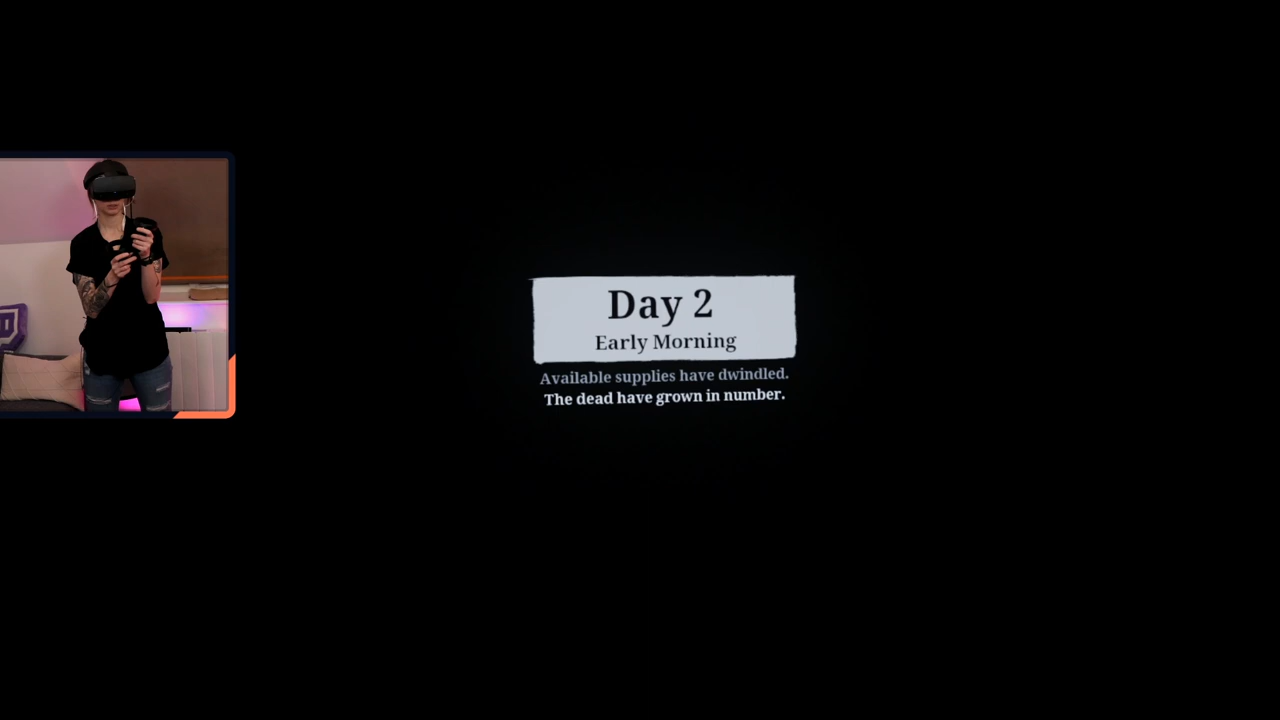 Day 2
Early Morning
Available supplies have dwindled.
The dead have grown in number.